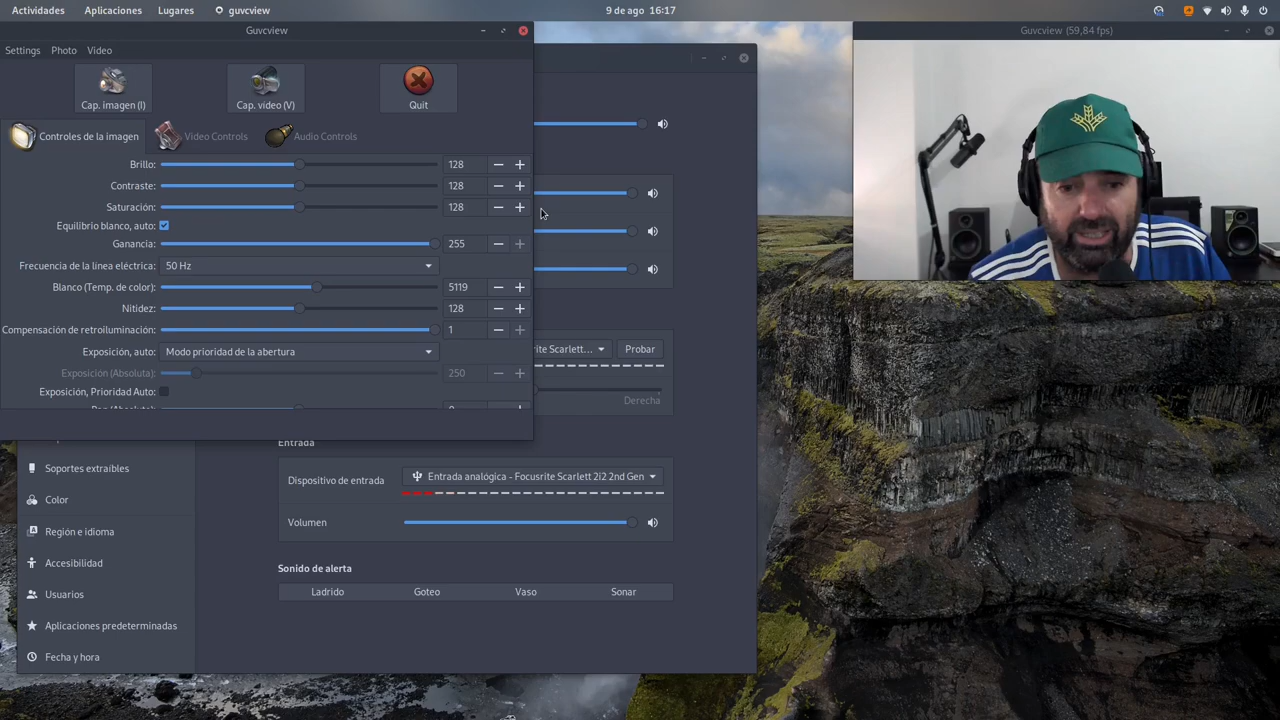 Actividades
Aplicaciones
Lugares
guvcview
9 de ago 16:17
Guvcview
Guvcview (59,84 fps)
Settings
Photo
Video
Cap. imagen (I)
Cap. video (V)
Quit
Controles de la imagen
Video Controls
Audio Controls
Brillo: 128
Contraste: 128
Saturación: 128
Equilibrio blanco, auto:
Ganancia: 255
Frecuencia de la línea eléctrica: 50 Hz
Blanco (Temp. de color): 5119
Nitidez: 128
Compensación de retroiluminación: 1
Exposición, auto: Modo prioridad de la abertura
Exposición (Absoluta): 250
Exposición, Prioridad Auto:
Scarlett...
Probar
Derecha
Entrada
Dispositivo de entrada
Entrada analógica - Focusrite Scarlett 2i2 2nd Gen
Volumen
Sonido de alerta
Ladrido
Goteo
Vaso
Sonar
Soportes extraíbles
Color
Región e idioma
Accesibilidad
Usuarios
Aplicaciones predeterminadas
Fecha y hora